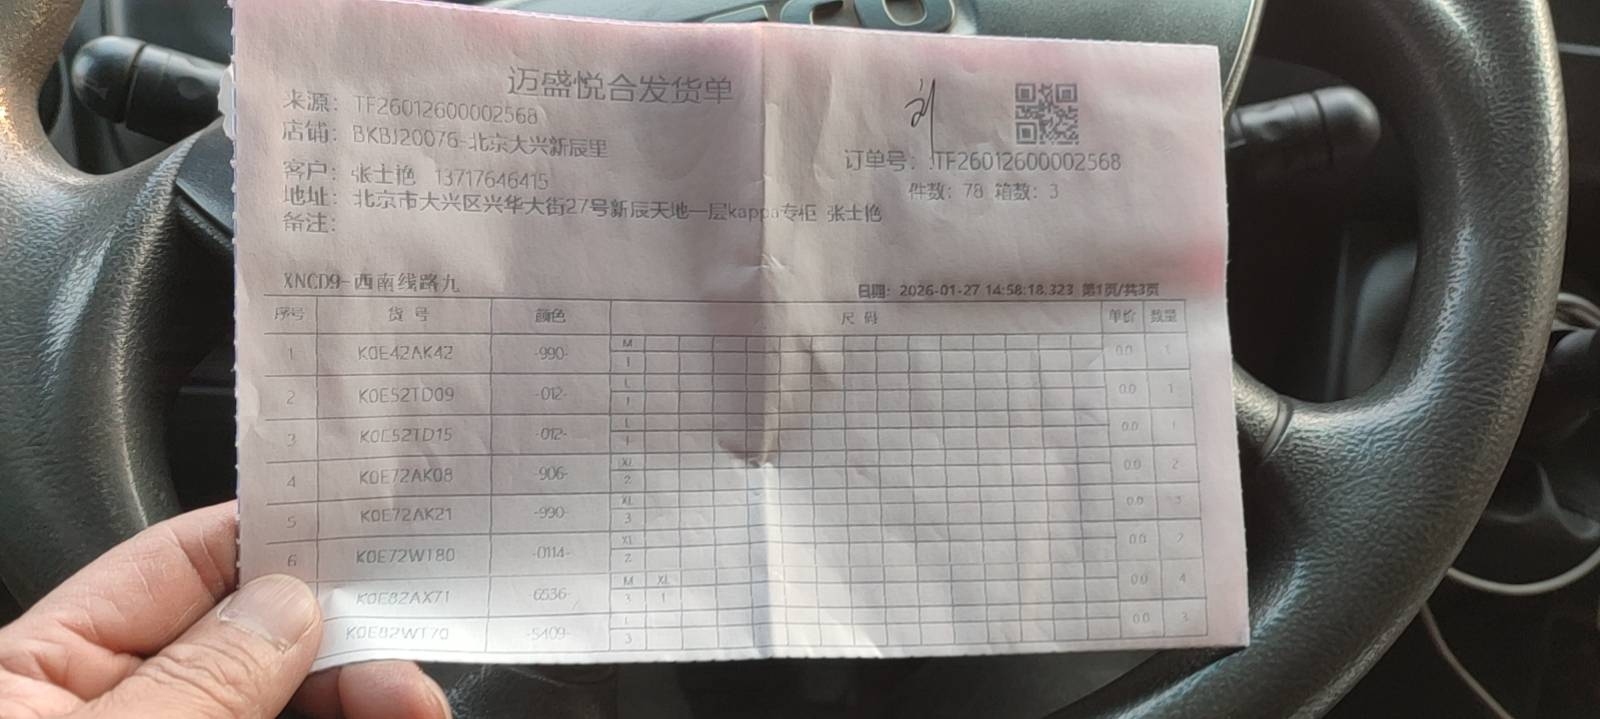 迈盛悦合发货单
来源: TF26012600002568
店铺: BKBJ20076-北京大兴新辰里
客户: 张士艳 13717646415
地址: 北京市大兴区兴华大街27号新辰天地一层kappa专柜 张士艳
备注:
订单号: TF26012600002568
件数: 78 箱数: 3
XNCD9-西南线路九
日期: 2026-01-27 14:58:18.323 第1页/共3页
序号 货号 颜色 尺码 单价 数量
1 K0E42AK42 -990- M 1 0.0 1
2 K0E52TD09 -012- L 1 0.0 1
3 K0E52TD15 -012- L 1 0.0 1
4 K0E72AK08 -906- XL 2 0.0 2
5 K0E72AK21 -990- XL 3 0.0 3
6 K0E72WT80 -0114- XL 2 0.0 2
K0E82AX71 6536- M XL 3 1 0.0 4
K0E82WT70 -5409- L 3 0.0 3